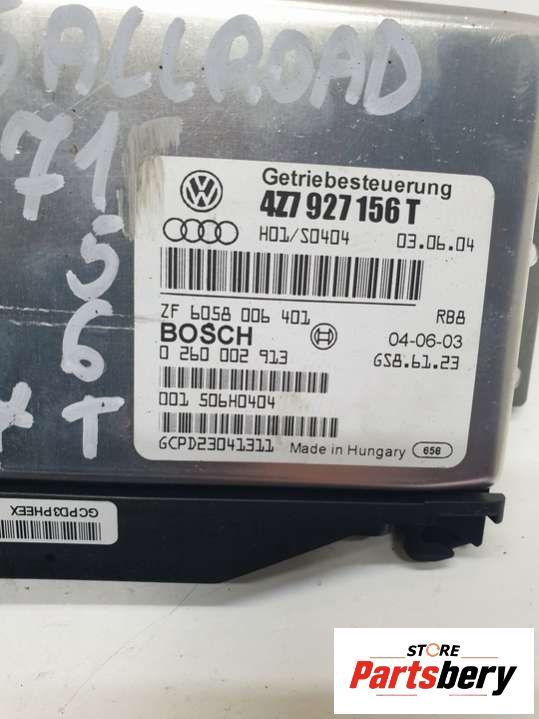 ALLROAD
71
5
6
T
Getriebesteuerung
4Z7 927 156 T
H01/S0404 03.06.04
ZF 6058 006 401 RB8
BOSCH 04-06-03
0 260 002 913 GS8.61.23
001 506H0404
GCPD23041311 Made in Hungary 656
GCPD3PHEEX
STORE
Partsbery